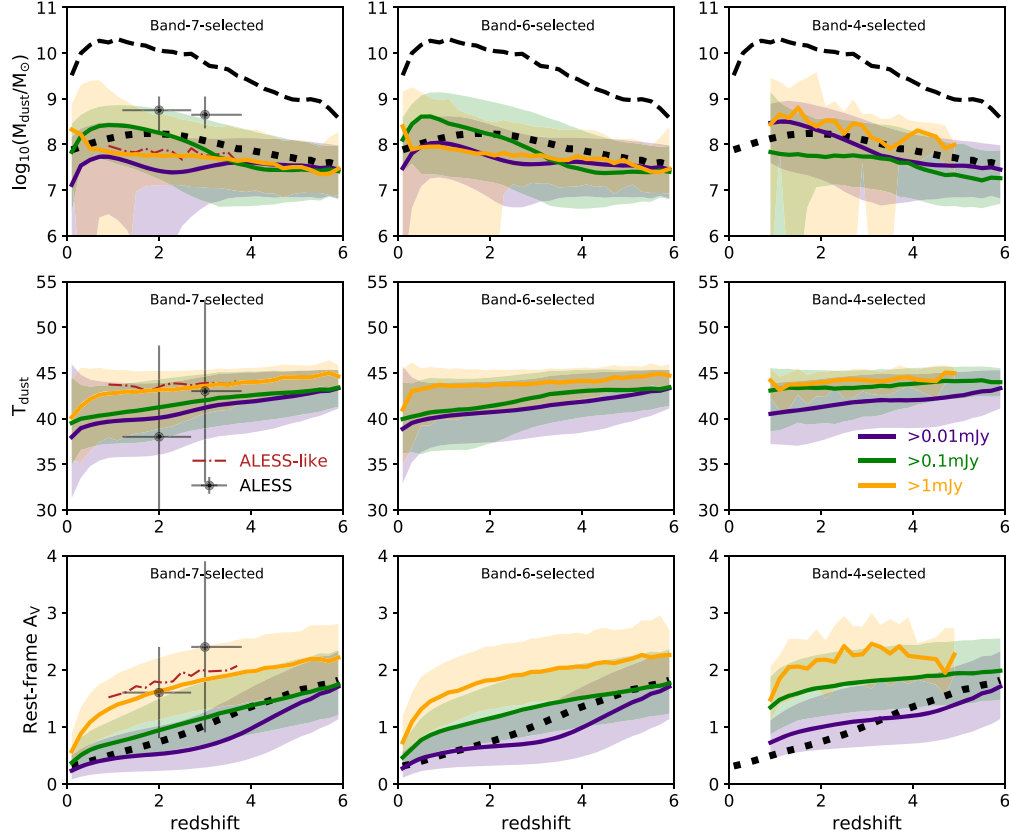 Band-7-selected Band-6-selected Band-4-selected
log₁₀(M_dust/M_⊙)
11 10 9 8 7 6
0 2 4 6
11 10 9 8 7 6
0 2 4 6
11 10 9 8 7 6
0 2 4 6
Band-7-selected Band-6-selected Band-4-selected
T_dust
55 50 45 40 35 30
0 2 4 6
ALESS-like
ALESS
55 50 45 40 35 30
0 2 4 6
55 50 45 40 35 30
0 2 4 6
>0.01mJy
>0.1mJy
>1mJy
Band-7-selected Band-6-selected Band-4-selected
Rest-frame A_V
4 3 2 1 0
0 2 4 6
redshift
4 3 2 1 0
0 2 4 6
redshift
4 3 2 1 0
0 2 4 6
redshift